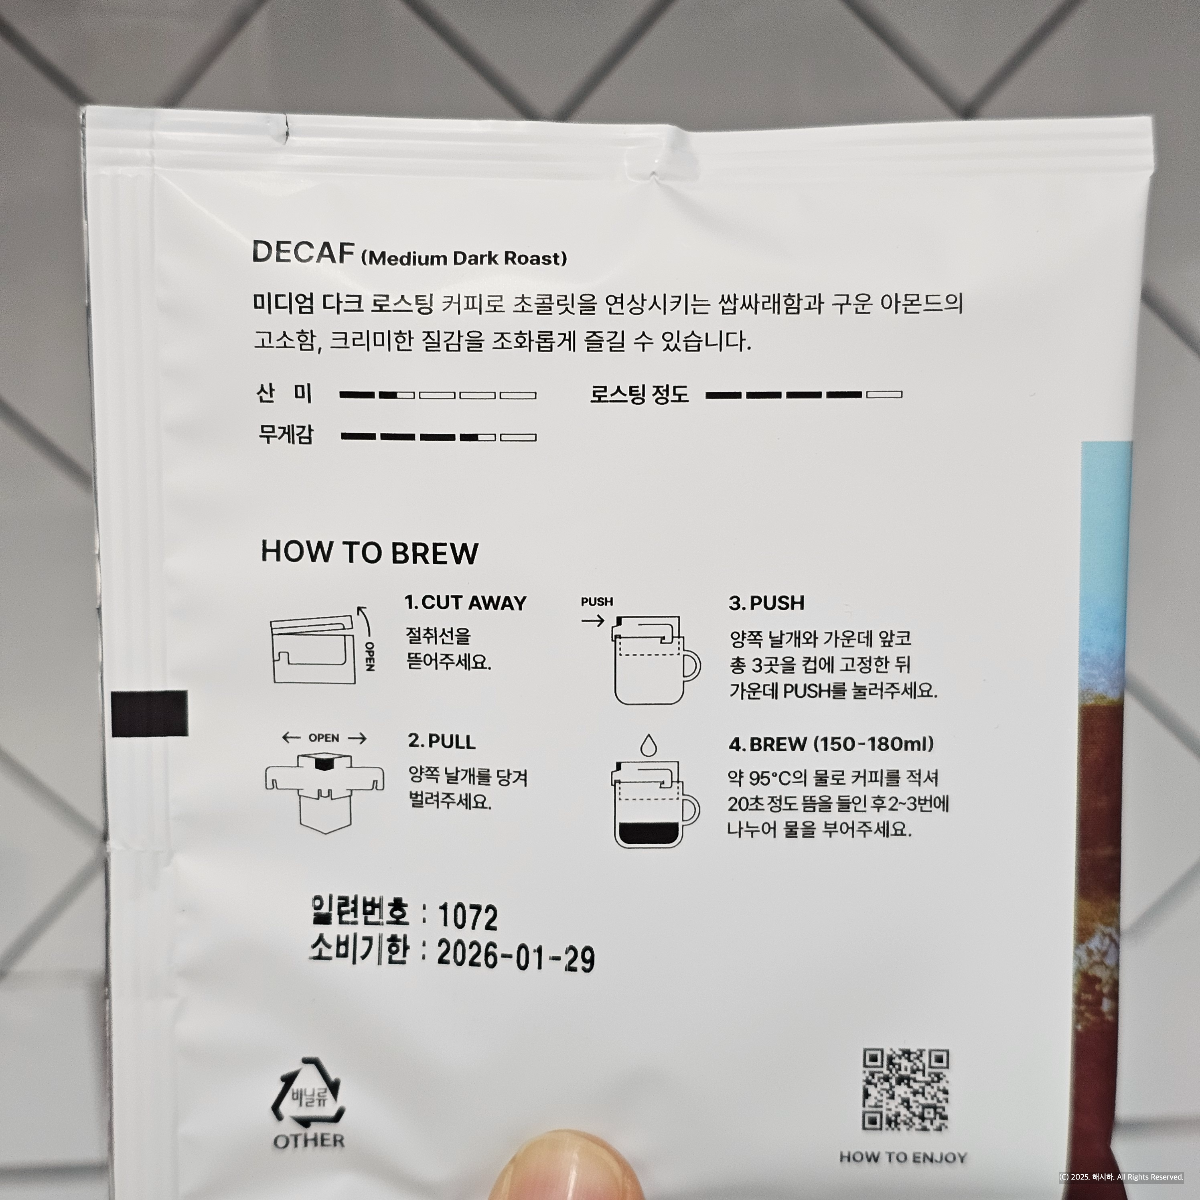 DECAF (Medium Dark Roast)
미디엄 다크 로스팅 커피로 초콜릿을 연상시키는 쌉싸래함과 구운 아몬드의
고소함, 크리미한 질감을 조화롭게 즐길 수 있습니다.
산 미
로스팅 정도
무게감
HOW TO BREW
OPEN
1. CUT AWAY
절취선을
뜯어주세요.
← OPEN →
2. PULL
양쪽 날개를 당겨
벌려주세요.
PUSH
3. PUSH
양쪽 날개와 가운데 앞코
총 3곳을 컵에 고정한 뒤
가운데 PUSH를 눌러주세요.
4. BREW (150-180ml)
약 95°C의 물로 커피를 적셔
20초 정도 뜸을 들인 후 2~3번에
나누어 물을 부어주세요.
일련번호 : 1072
소비기한 : 2026-01-29
비닐류
OTHER
HOW TO ENJOY
(C) 2025. 해시하. All Rights Reserved.